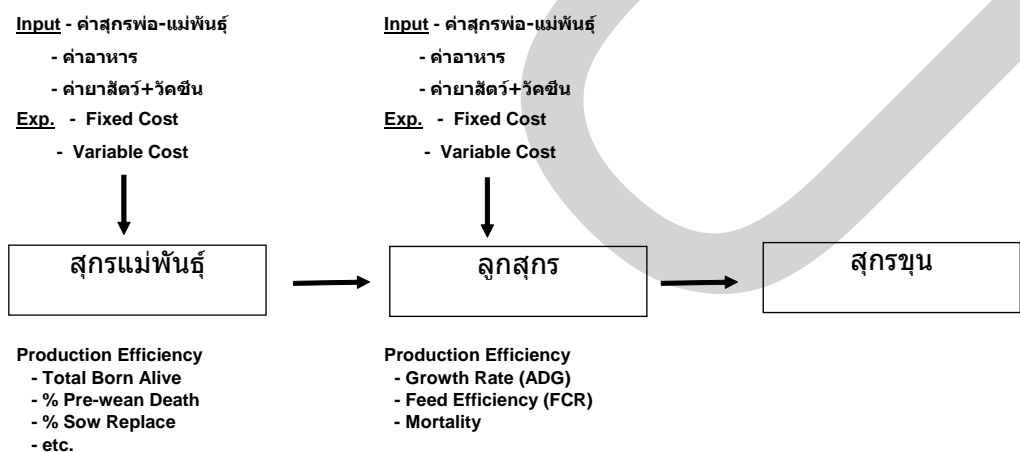 Input - ค่าสุกรพ่อ-แม่พันธุ์
- ค่าอาหาร
- ค่ายาสัตว์+วัคซีน
Exp. - Fixed Cost
- Variable Cost
Input - ค่าสุกรพ่อ-แม่พันธุ์
- ค่าอาหาร
- ค่ายาสัตว์+วัคซีน
Exp. - Fixed Cost
- Variable Cost
สุกรแม่พันธุ์
ลูกสุกร
สุกรขุน
Production Efficiency
- Total Born Alive
- % Pre-wean Death
- % Sow Replace
- etc.
Production Efficiency
- Growth Rate (ADG)
- Feed Efficiency (FCR)
- Mortality